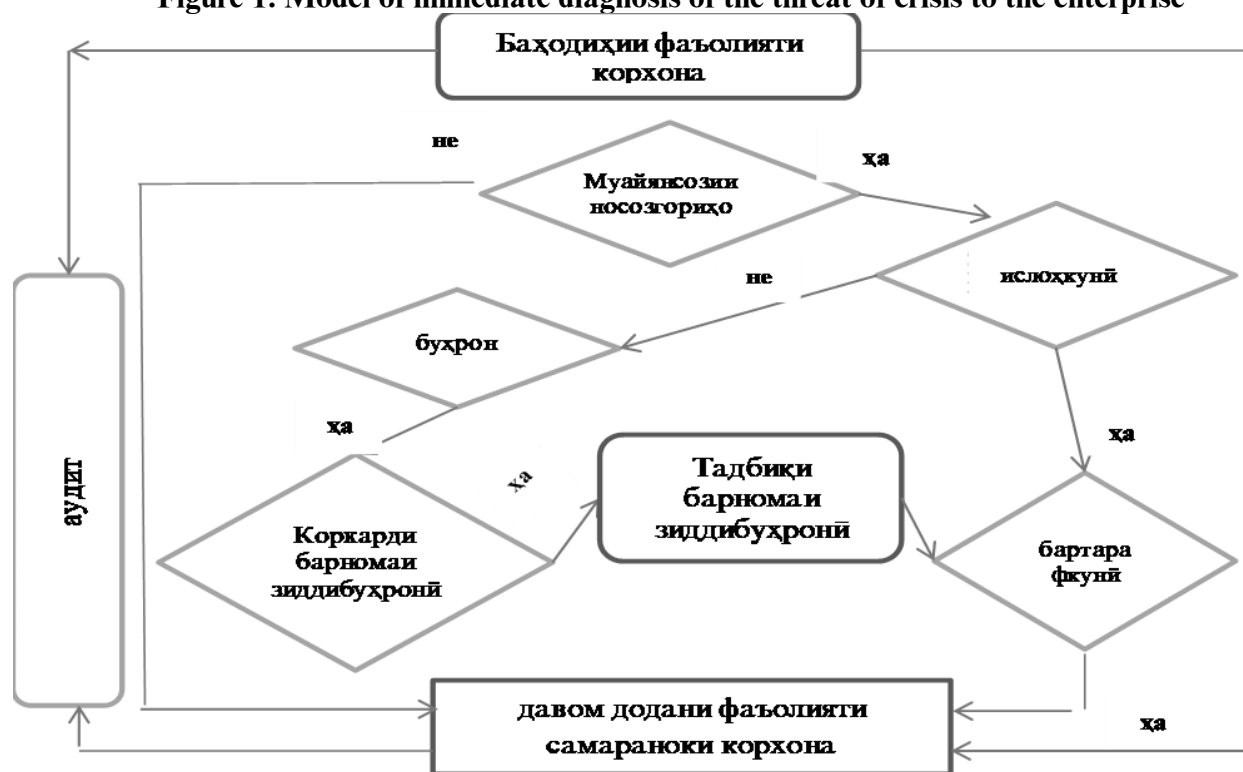 Figure 1. Model of immediate diagnosis of the threat of crisis to the enterprise
Баҳодиҳии фаъолияти
корхона
не
ҳа
Муайянсозии
носозгориҳо
не
ислоҳкунӣ
буҳрон
ҳа
ҳа
ҳа
аудит
Тадбиқи
барномаи
зиддибуҳронӣ
Коркарди
барномаи
зиддибуҳронӣ
бартара
фкунӣ
давом додани фаъолияти
самараноки корхона
ҳа